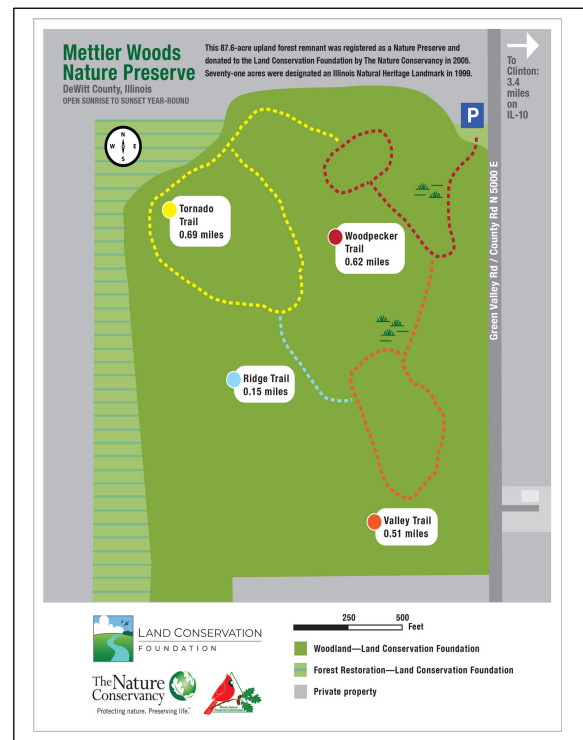 Mettler Woods
Nature Preserve
DeWitt County, Illinois
OPEN SUNRISE TO SUNSET YEAR-ROUND
This 87.6-acre upland forest remnant was registered as a Nature Preserve and
donated to the Land Conservation Foundation by The Nature Conservancy in 2005.
Seventy-one acres were designated an Illinois Natural Heritage Landmark in 1999.
To
Clinton:
3.4
miles
on
IL-10
P
N
W E
S
Tornado
Trail
0.69 miles
Woodpecker
Trail
0.62 miles
Green Valley Rd / County Rd N 5000 E
Ridge Trail
0.15 miles
Valley Trail
0.51 miles
250 500
Feet
LAND CONSERVATION
FOUNDATION
Woodland—Land Conservation Foundation
Forest Restoration—Land Conservation Foundation
Private property
The Nature
Conservancy
Protecting nature. Preserving life.